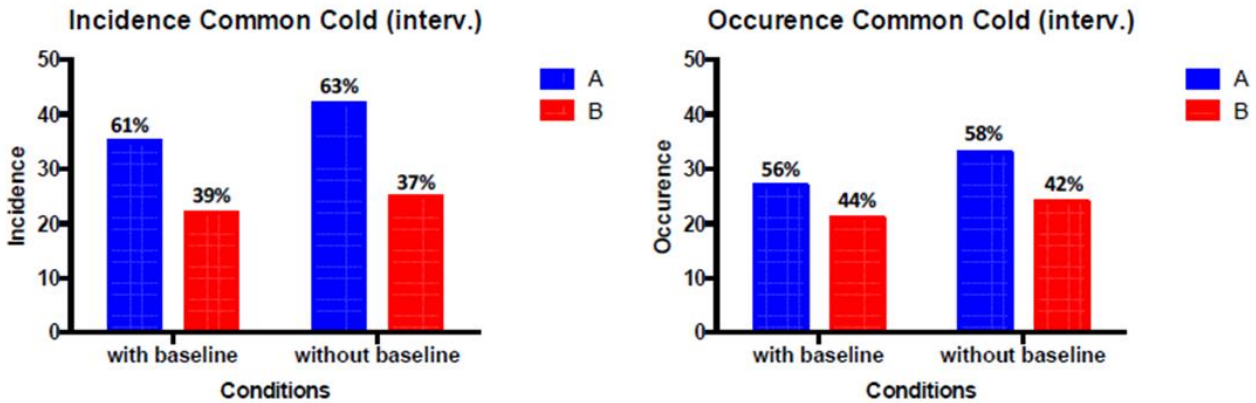 Incidence Common Cold (interv.)
50
40
30
20
10
0
Incidence
61%
39%
63%
37%
with baseline
without baseline
Conditions
A
B
Occurence Common Cold (interv.)
50
40
30
20
10
0
Occurence
56%
44%
58%
42%
with baseline
without baseline
Conditions
A
B